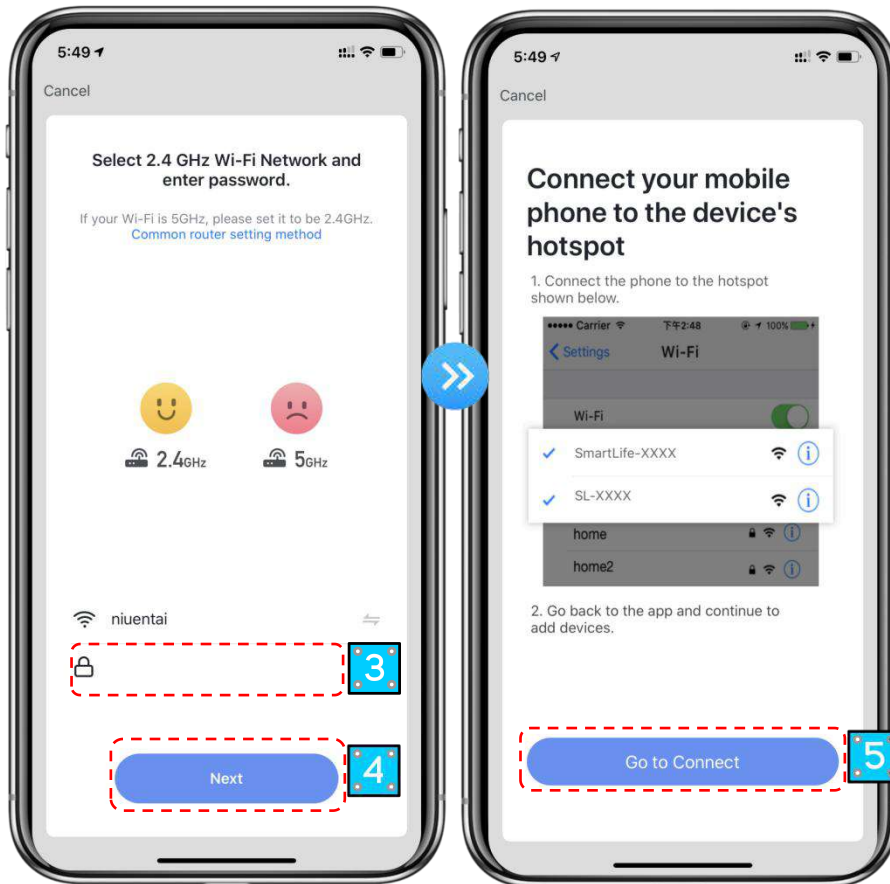 5:49
Cancel
Select 2.4 GHz Wi-Fi Network and
enter password.
If your Wi-Fi is 5GHz, please set it to be 2.4GHz.
Common router setting method
2.4GHz
5GHz
niuentai
3
Next
4
5:49
Cancel
Connect your mobile
phone to the device's
hotspot
1. Connect the phone to the hotspot
shown below.
Carrier 下午2:48 100%
Settings Wi-Fi
Wi-Fi
SmartLife-XXXX
SL-XXXX
home
home2
2. Go back to the app and continue to
add devices.
Go to Connect
5